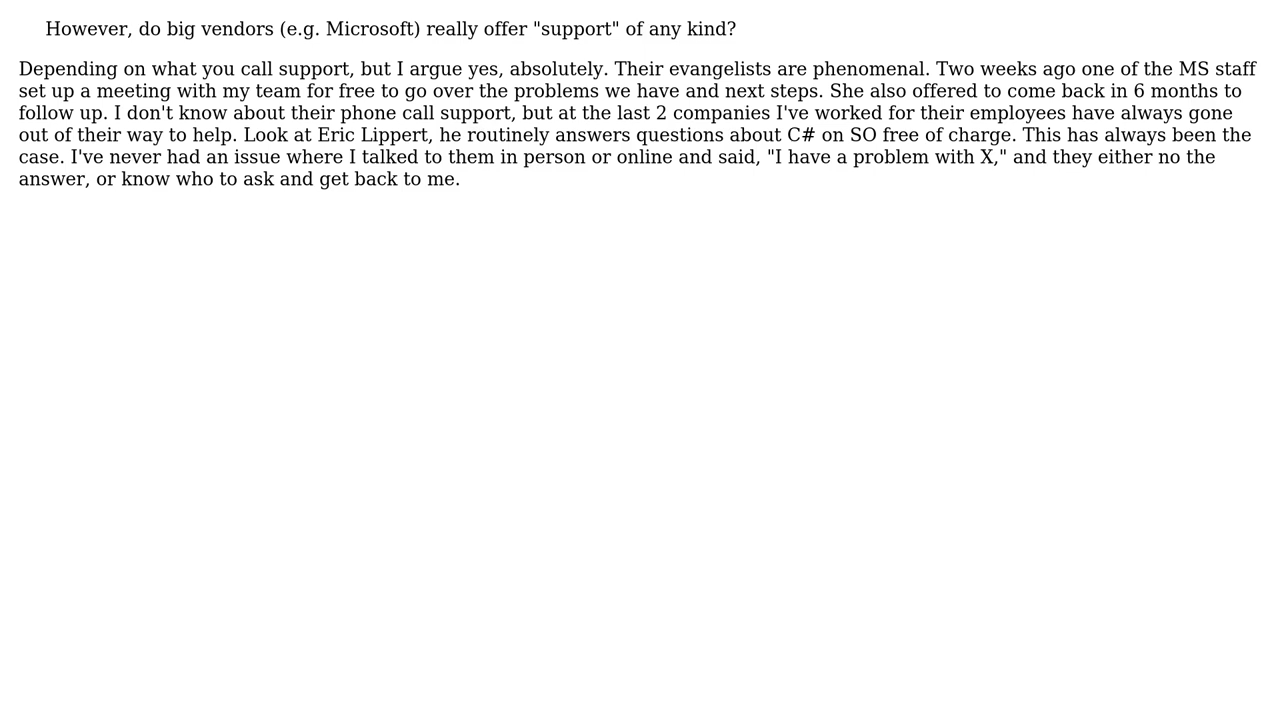 However, do big vendors (e.g. Microsoft) really offer "support" of any kind?
Depending on what you call support, but I argue yes, absolutely. Their evangelists are phenomenal. Two weeks ago one of the MS staff
set up a meeting with my team for free to go over the problems we have and next steps. She also offered to come back in 6 months to
follow up. I don't know about their phone call support, but at the last 2 companies I've worked for their employees have always gone
out of their way to help. Look at Eric Lippert, he routinely answers questions about C# on SO free of charge. This has always been the
case. I've never had an issue where I talked to them in person or online and said, "I have a problem with X," and they either no the
answer, or know who to ask and get back to me.